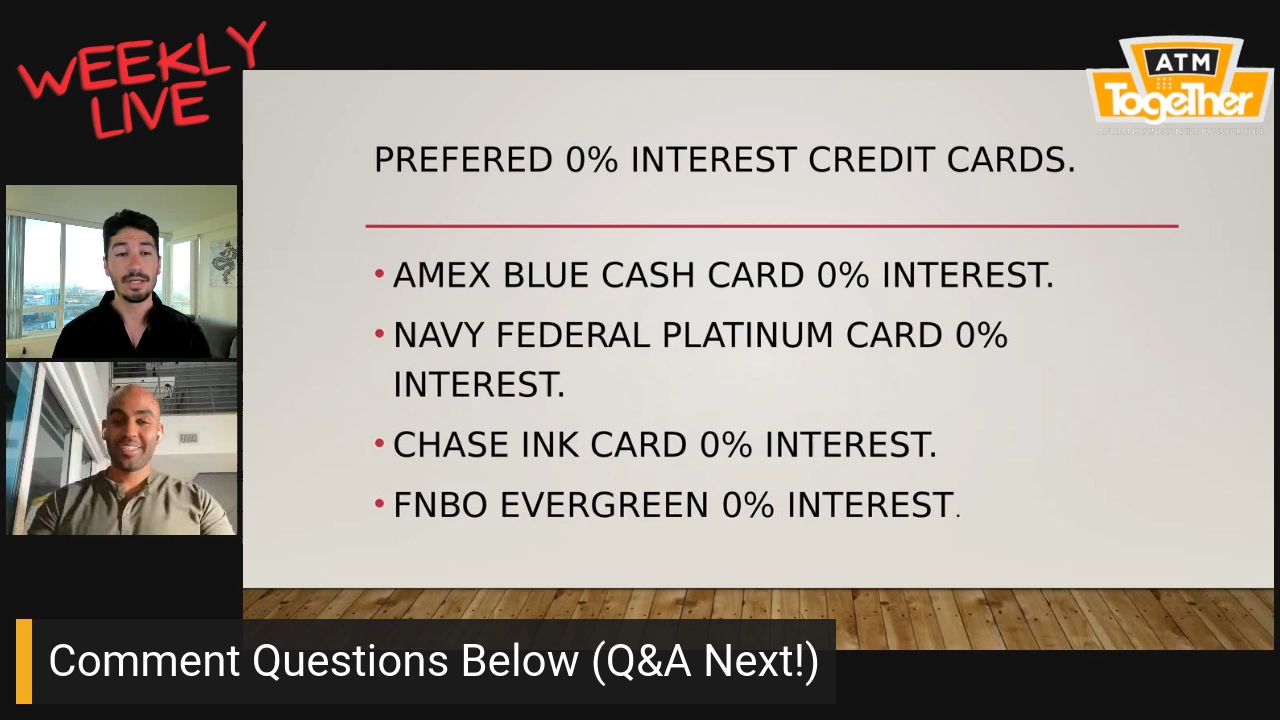 WEEKLY
LIVE
ATM
TogeTher
PREFERED 0% INTEREST CREDIT CARDS.
• AMEX BLUE CASH CARD 0% INTEREST.
• NAVY FEDERAL PLATINUM CARD 0%
INTEREST.
• CHASE INK CARD 0% INTEREST.
• FNBO EVERGREEN 0% INTEREST.
Comment Questions Below (Q&A Next!)